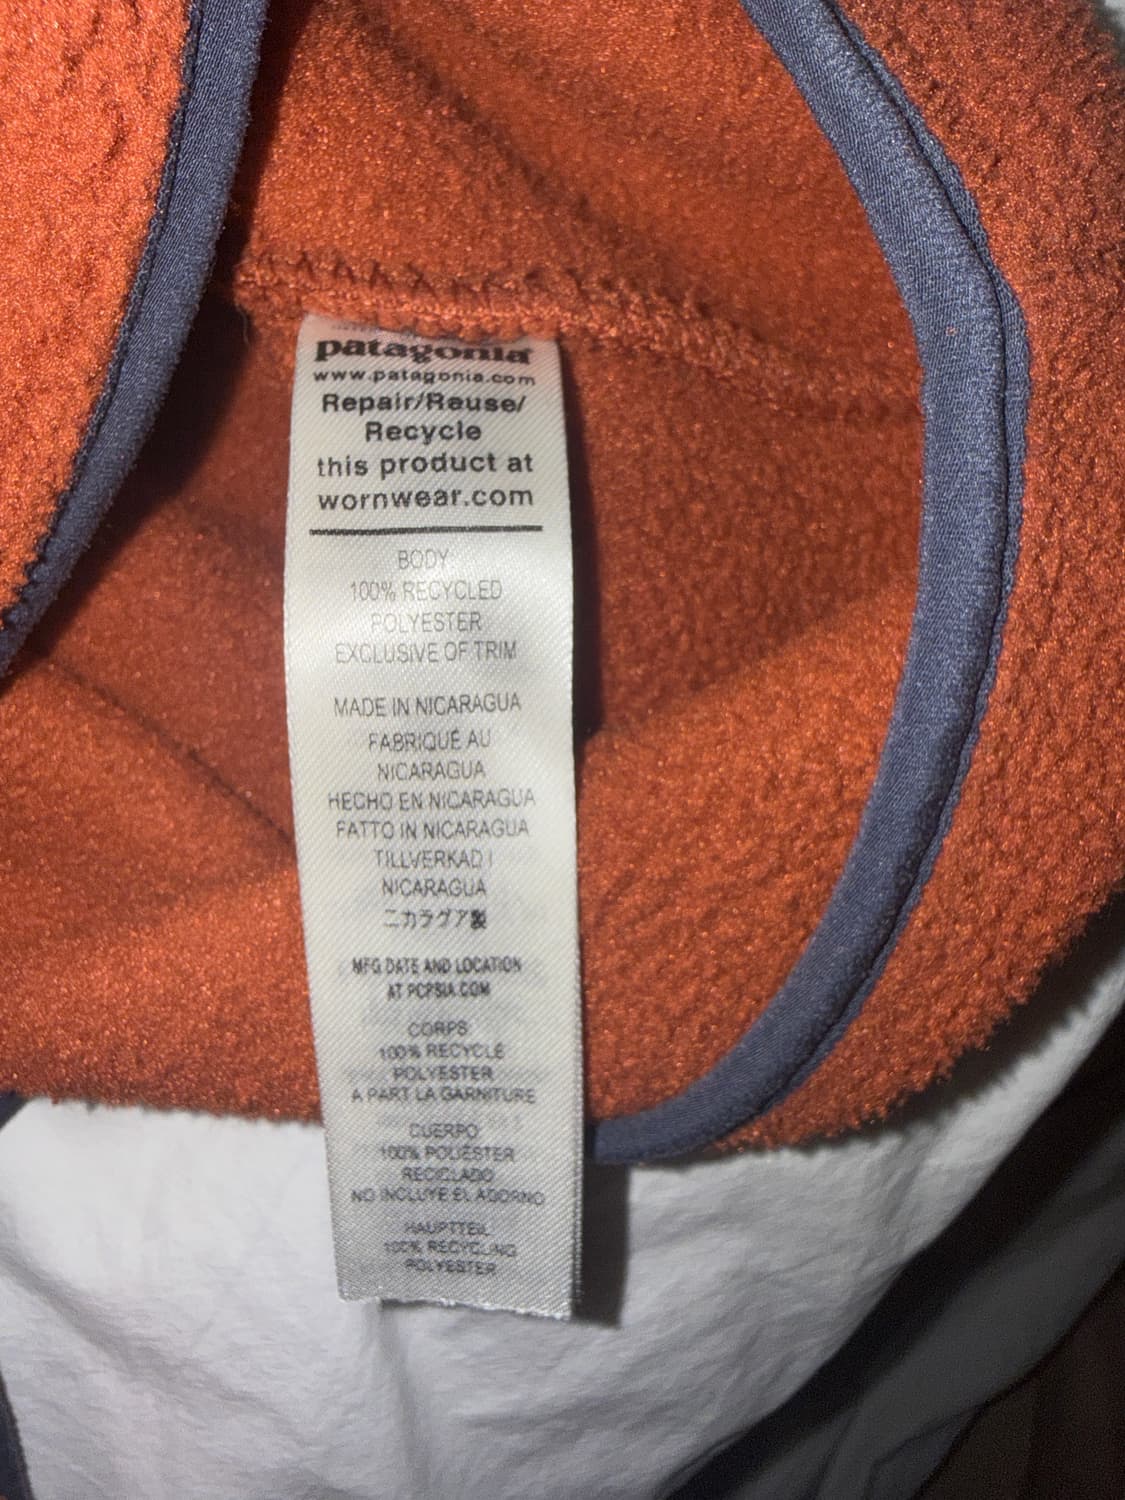 patagonia
www.patagonia.com
Repair/Reuse/
Recycle
this product at
wornwear.com
BODY
100% RECYCLED
POLYESTER
EXCLUSIVE OF TRIM
MADE IN NICARAGUA
FABRIQUÉ AU
NICARAGUA
HECHO EN NICARAGUA
FATTO IN NICARAGUA
TILLVERKAD I
NICARAGUA
ニカラグア製
MFG DATE AND LOCATION
AT PCPSIA.COM
CORPS
100% RECYCLÉ
POLYESTER
A PART LA GARNITURE
CUERPO
100% POLIÉSTER
RECICLADO
NO INCLUYE EL ADORNO
HAUPTTEIL
100% RECYCLING
POLYESTER